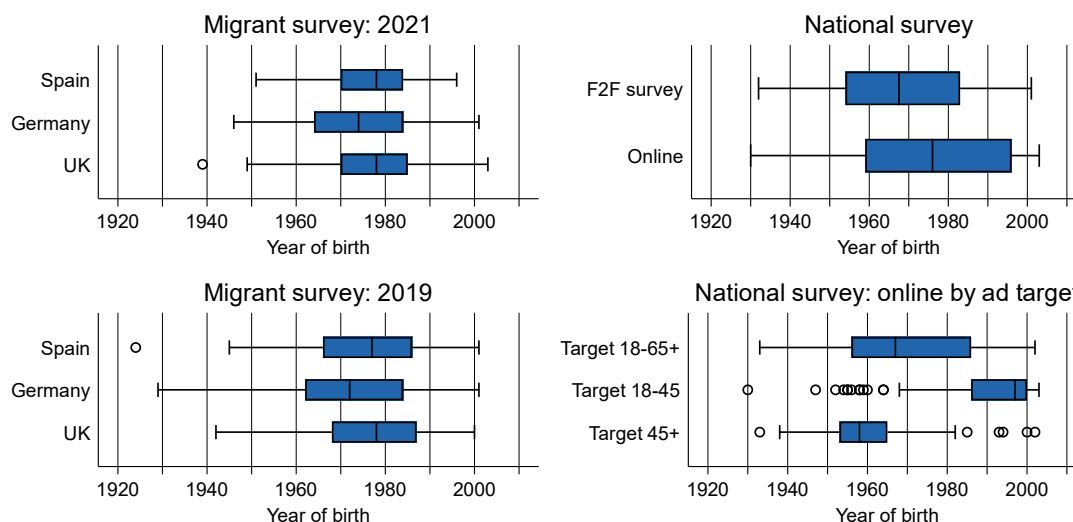 Migrant survey: 2021
Spain
Germany
UK
1920 1940 1960 1980 2000
Year of birth
National survey
F2F survey
Online
1920 1940 1960 1980 2000
Year of birth
Migrant survey: 2019
Spain
Germany
UK
1920 1940 1960 1980 2000
Year of birth
National survey: online by ad target
Target 18-65+
Target 18-45
Target 45+
1920 1940 1960 1980 2000
Year of birth